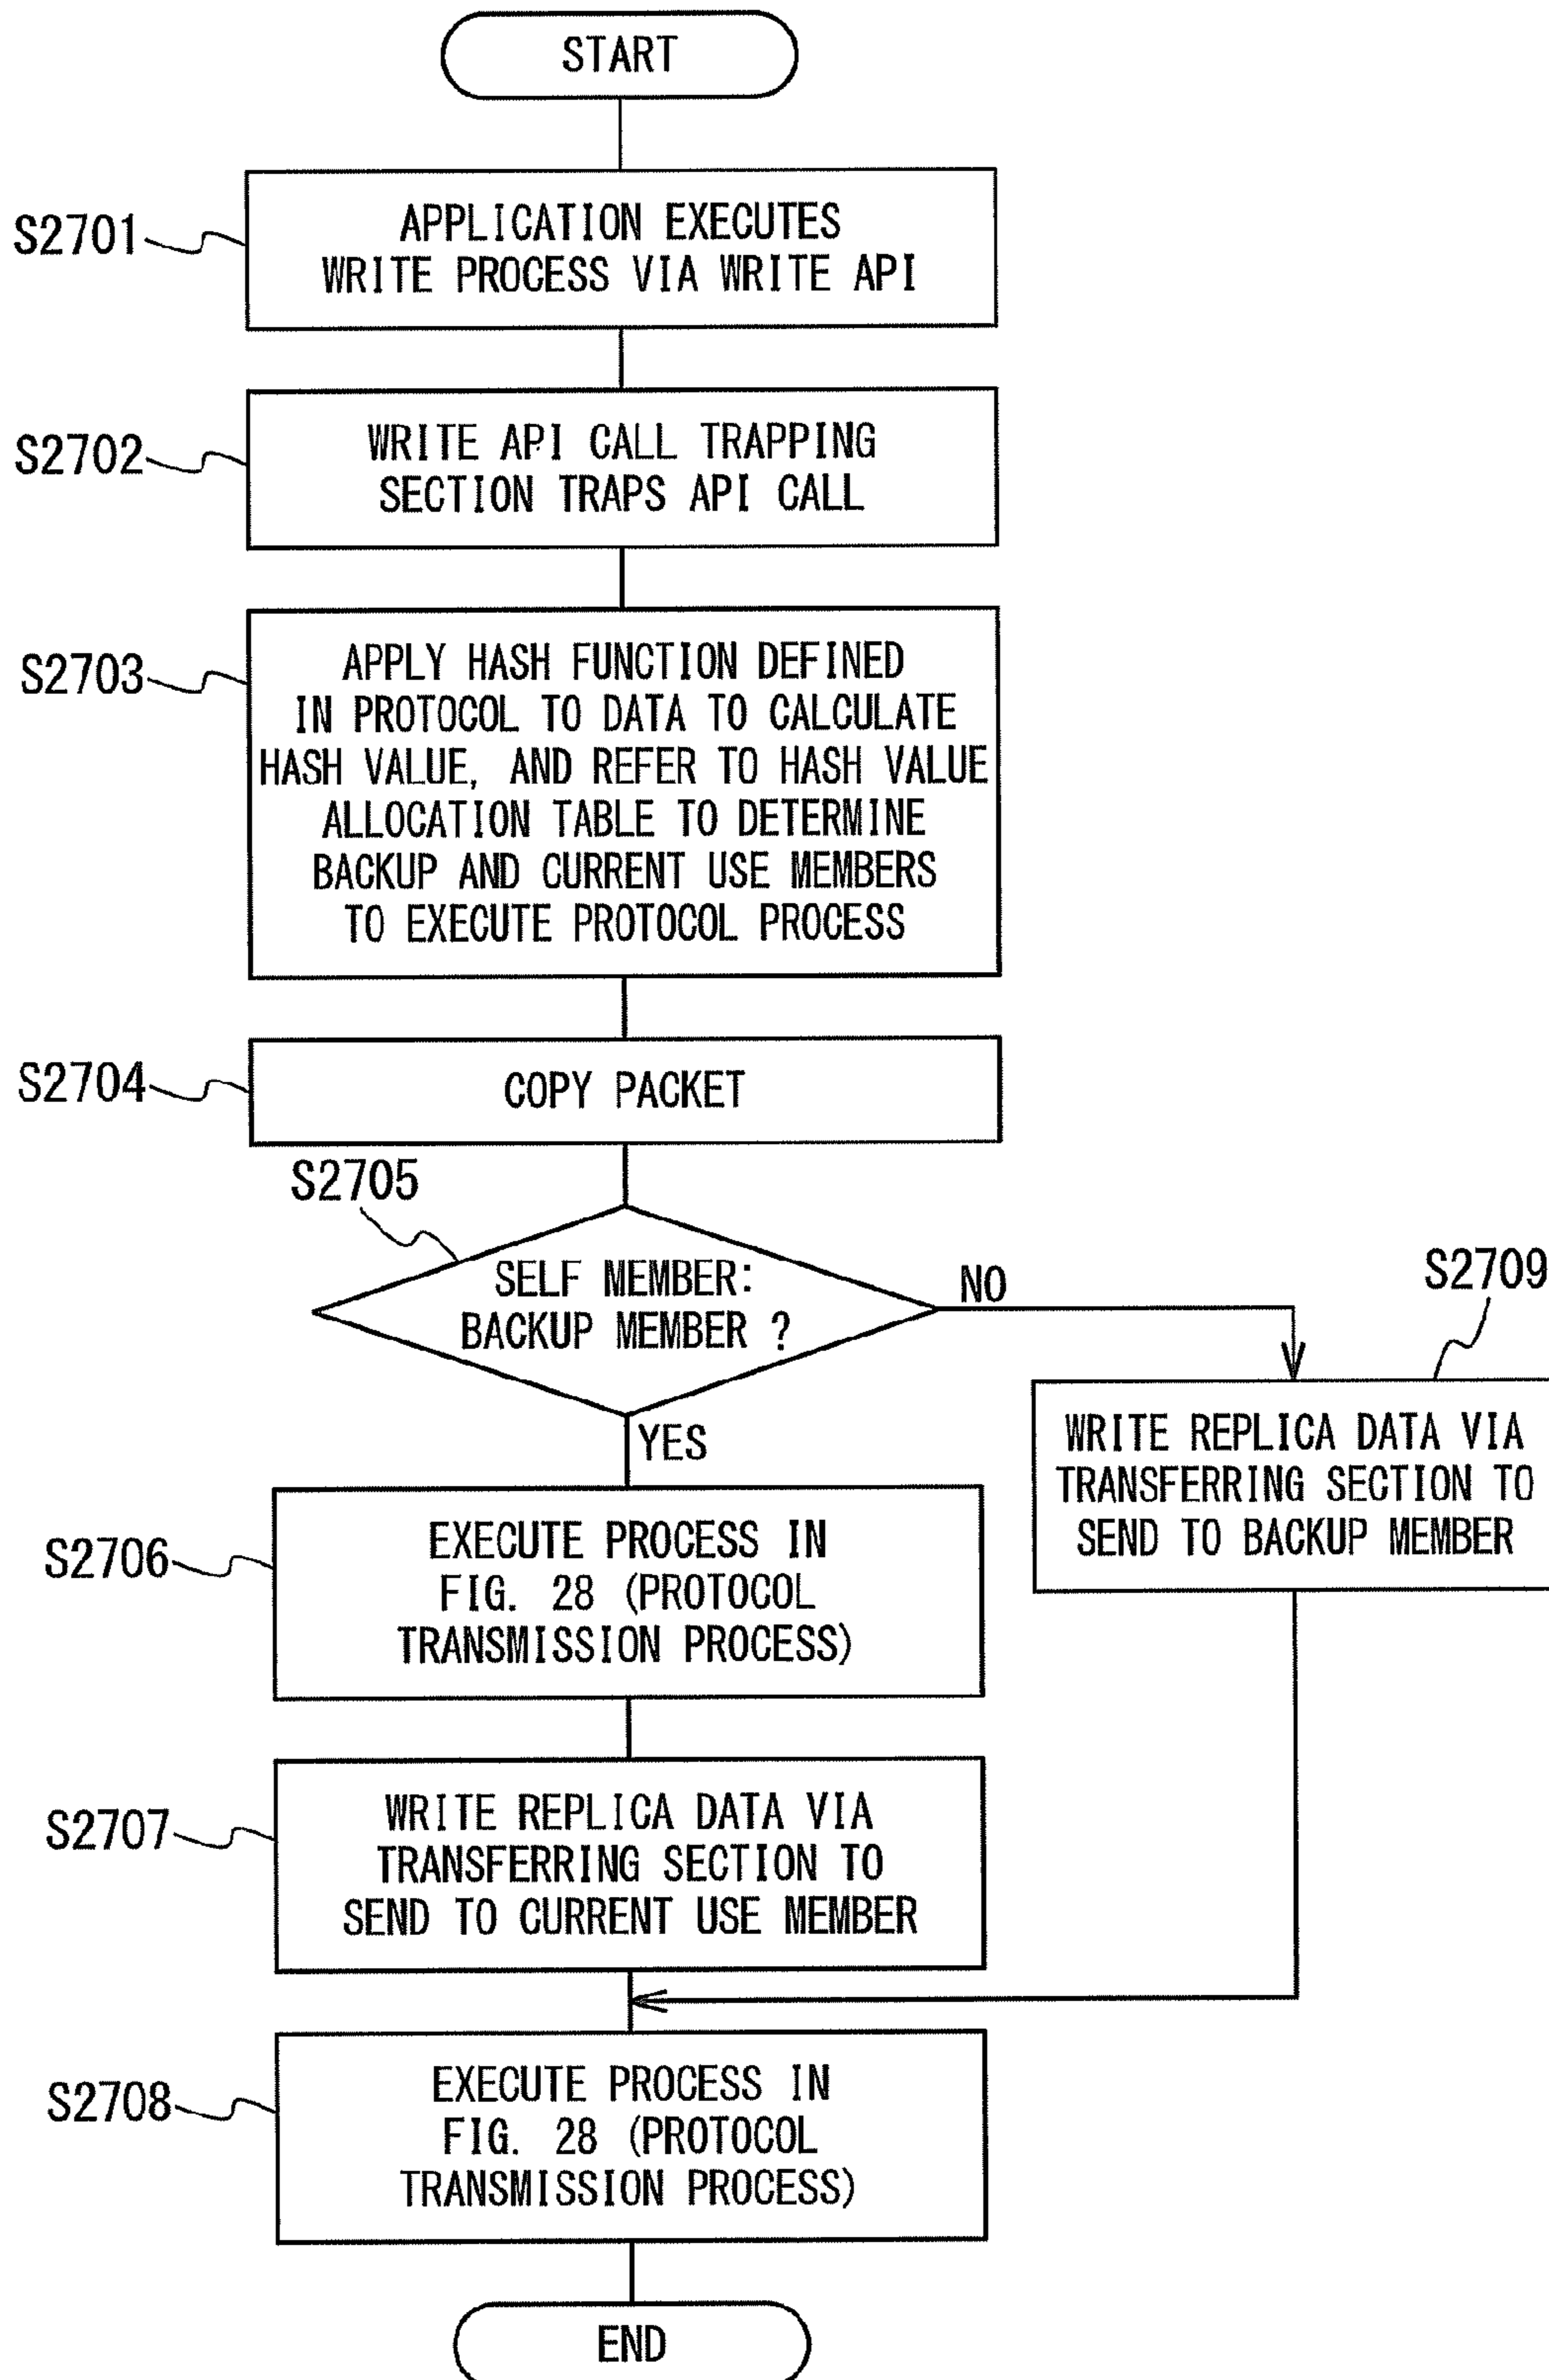 START
S2701
APPLICATION EXECUTES
WRITE PROCESS VIA WRITE API
S2702
WRITE API CALL TRAPPING
SECTION TRAPS API CALL
S2703
APPLY HASH FUNCTION DEFINED
IN PROTOCOL TO DATA TO CALCULATE
HASH VALUE, AND REFER TO HASH VALUE
ALLOCATION TABLE TO DETERMINE
BACKUP AND CURRENT USE MEMBERS
TO EXECUTE PROTOCOL PROCESS
S2704
COPY PACKET
S2705
SELF MEMBER:
BACKUP MEMBER ?
NO
S2709
WRITE REPLICA DATA VIA
TRANSFERRING SECTION TO
SEND TO BACKUP MEMBER
YES
S2706
EXECUTE PROCESS IN
FIG. 28 (PROTOCOL
TRANSMISSION PROCESS)
S2707
WRITE REPLICA DATA VIA
TRANSFERRING SECTION TO
SEND TO CURRENT USE MEMBER
S2708
EXECUTE PROCESS IN
FIG. 28 (PROTOCOL
TRANSMISSION PROCESS)
END